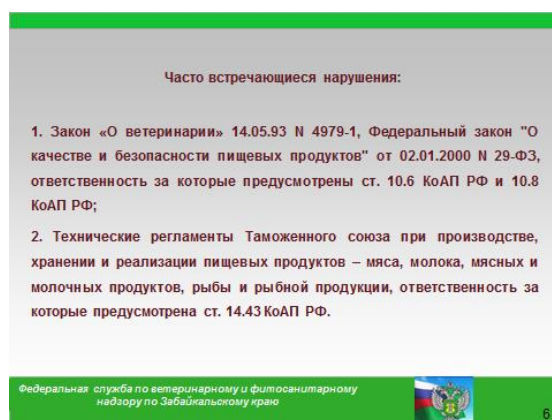 Часто встречающиеся нарушения:
1. Закон «О ветеринарии» 14.05.93 N 4979-1, Федеральный закон "О
качестве и безопасности пищевых продуктов" от 02.01.2000 N 29-ФЗ,
ответственность за которые предусмотрены ст. 10.6 КоАП РФ и 10.8
КоАП РФ;
2. Технические регламенты Таможенного союза при производстве,
хранении и реализации пищевых продуктов – мяса, молока, мясных и
молочных продуктов, рыбы и рыбной продукции, ответственность за
которые предусмотрена ст. 14.43 КоАП РФ.
Федеральная служба по ветеринарному и фитосанитарному
надзору по Забайкальскому краю
6